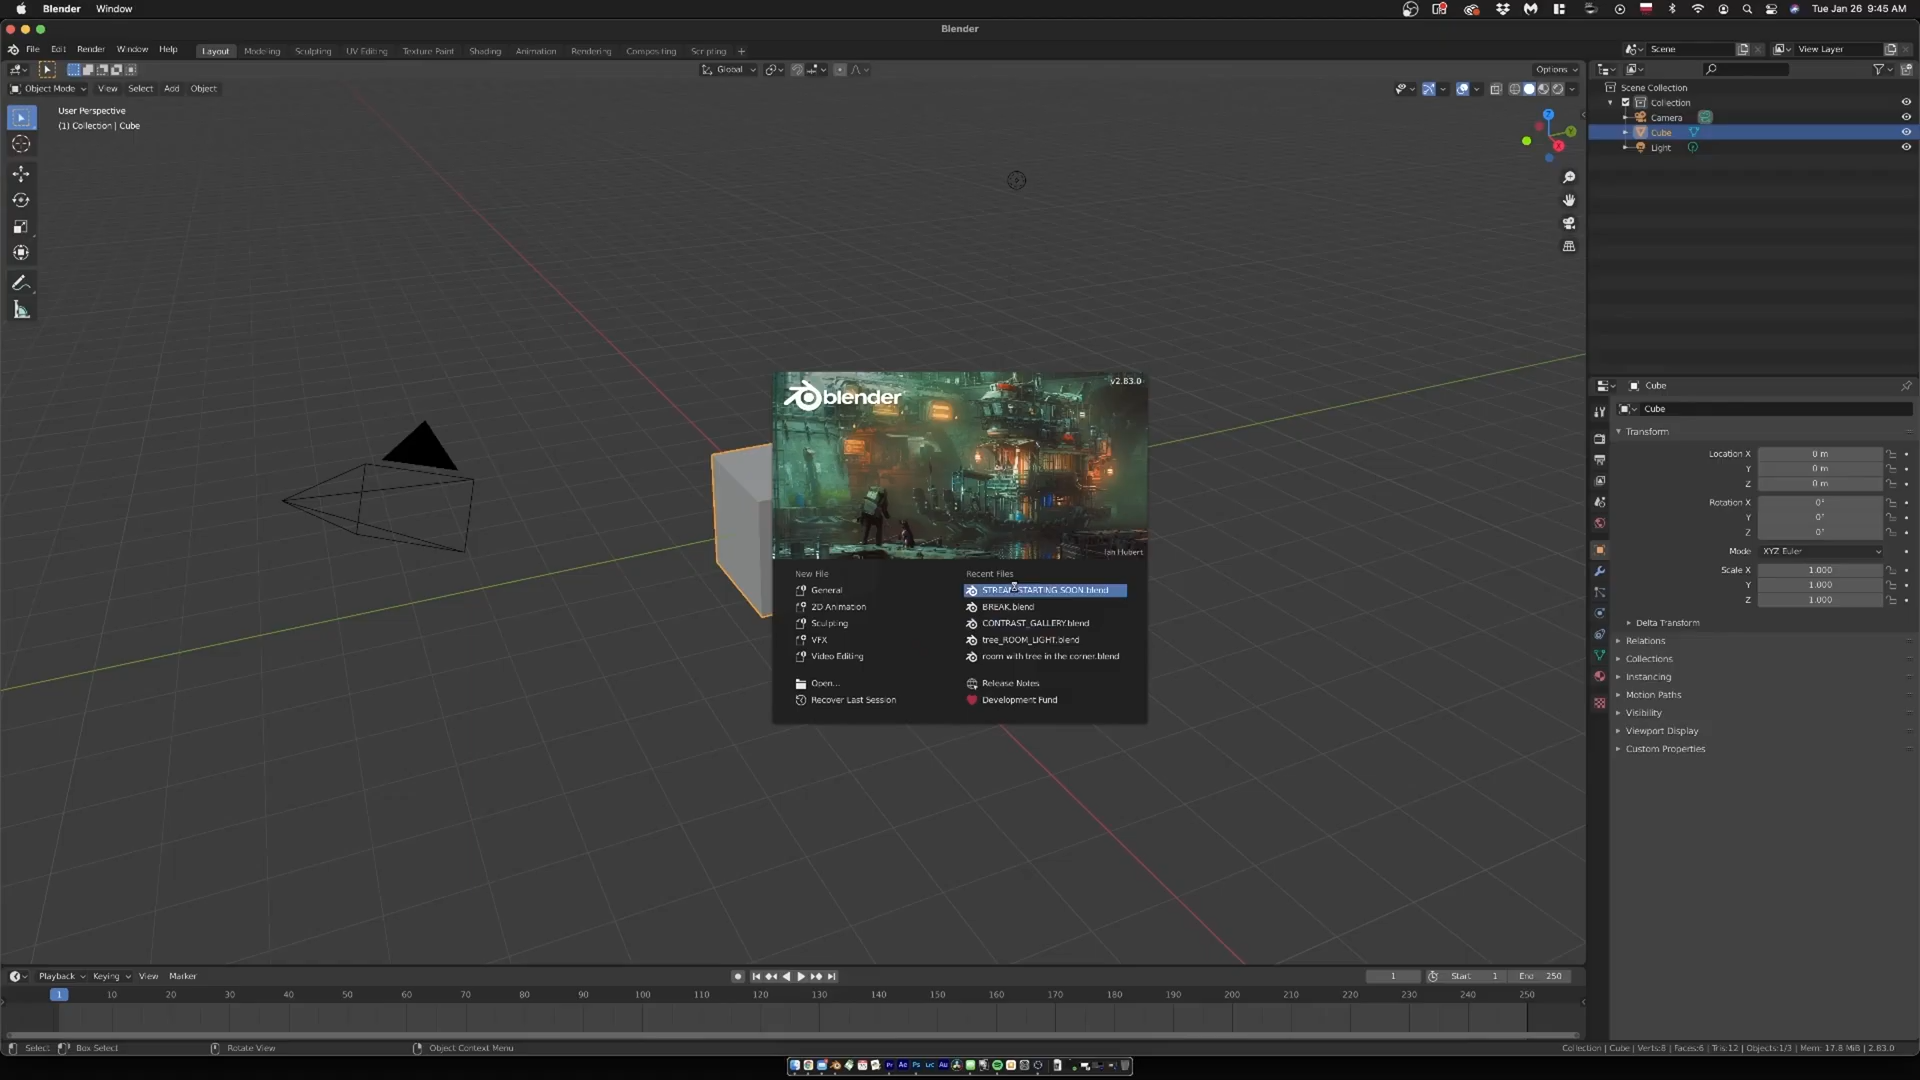 Blender Window Tue Jan 26 9:45 AM
Blender
File Edit Render Window Help Layout Modeling Sculpting UV Editing Texture Paint Shading Animation Rendering Compositing Scripting + Scene View Layer
Global Options
Object Mode View Select Add Object
User Perspective
(1) Collection | Cube
Z
Y
X
Scene Collection
Collection
Camera
Cube
Light
blender
v2.83.0
Ian Hubert
New File
General
2D Animation
Sculpting
VFX
Video Editing
Open...
Recover Last Session
Recent Files
STREAM STARTING SOON.blend
BREAK.blend
CONTRAST_GALLERY.blend
tree_ROOM_LIGHT.blend
room with tree in the corner.blend
Release Notes
Development Fund
Cube
Cube
Transform
Location X 0 m
Y 0 m
Z 0 m
Rotation X 0°
Y 0°
Z 0°
Mode XYZ Euler
Scale X 1.000
Y 1.000
Z 1.000
Delta Transform
Relations
Collections
Instancing
Motion Paths
Visibility
Viewport Display
Custom Properties
Playback Keying View Marker 1 Start 1 End 250
1 10 20 30 40 50 60 70 80 90 100 110 120 130 140 150 160 170 180 190 200 210 220 230 240 250
Select Box Select Rotate View Object Context Menu Collection | Cube | Verts:8 | Faces:6 | Tris:12 | Objects:1/3 | Mem: 17.8 MiB | 2.83.0
Pr Ae Ps LrC Au